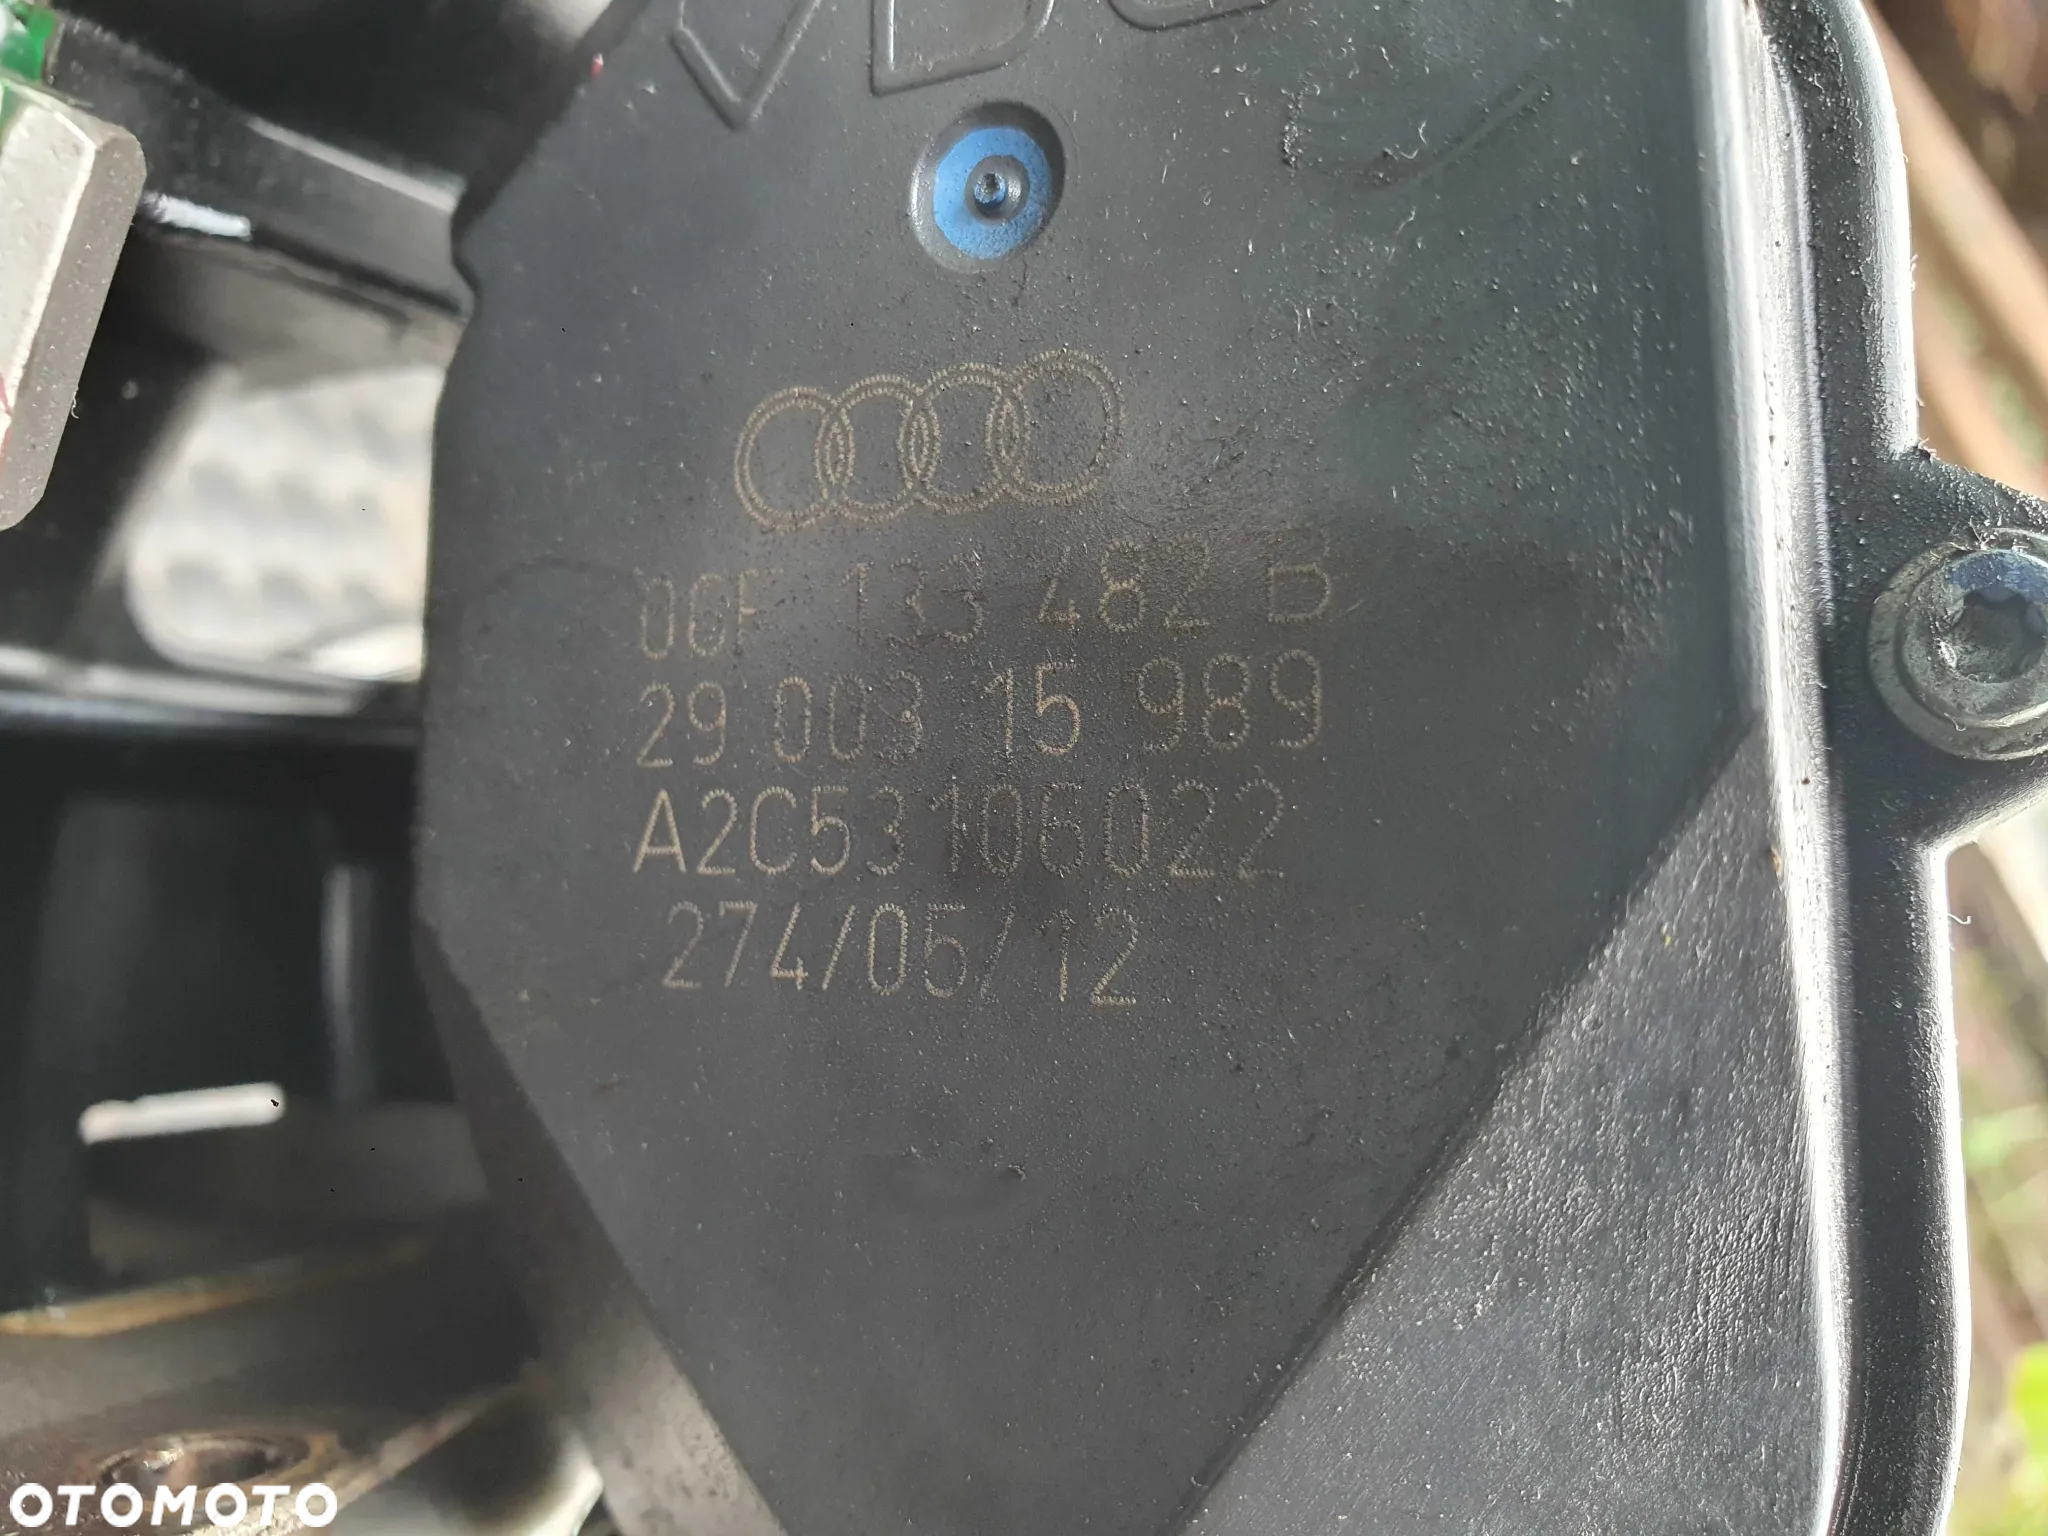 VDO
06F 133 482 B
29 003 15 989
A2C53106022
274/05/12
OTOMOTO